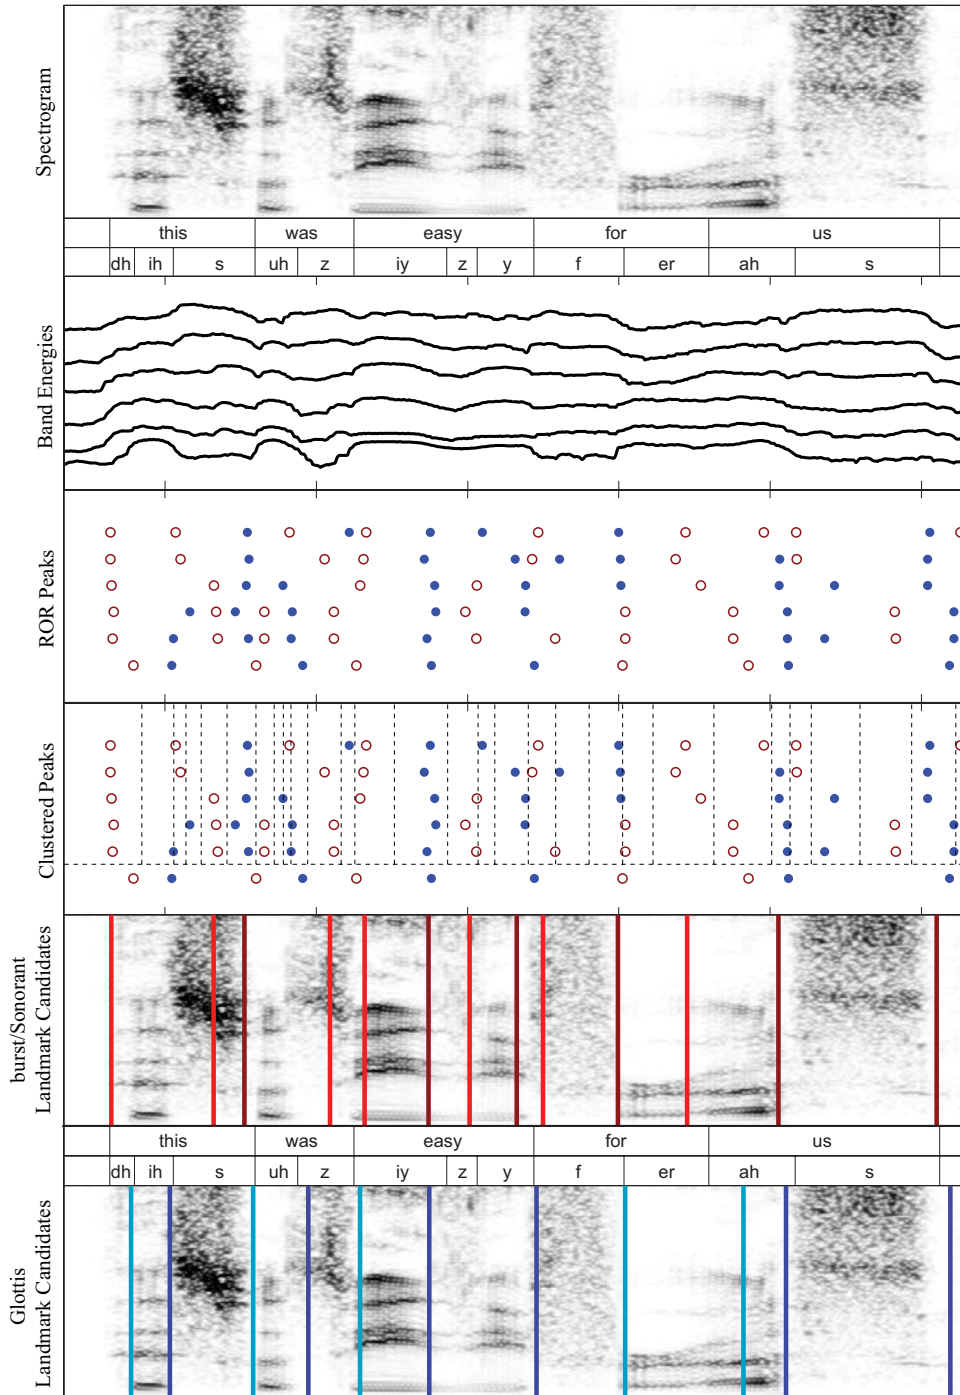 Spectrogram
this was easy for us
dh ih s uh z iy z y f er ah s
Band Energies
ROR Peaks
Clustered Peaks
burst/Sonorant
Landmark Candidates
this was easy for us
dh ih s uh z iy z y f er ah s
Glottis
Landmark Candidates